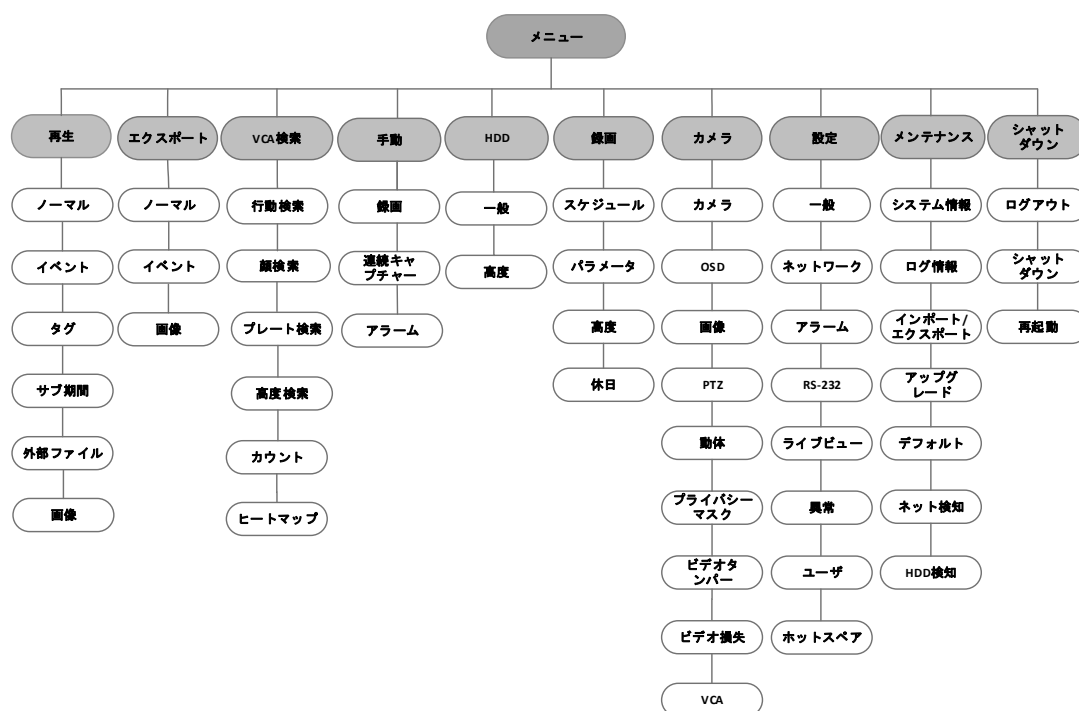 メニュー
再生
エクスポート
VCA検索
手動
HDD
録画
カメラ
設定
メンテナンス
シャット
ダウン
ノーマル
イベント
タグ
サブ期間
外部ファイル
画像
ノーマル
イベント
画像
行動検索
顔検索
プレート検索
高度検索
カウント
ヒートマップ
録画
連続キャ
プチャー
アラーム
一般
高度
スケジュール
パラメータ
高度
休日
カメラ
OSD
画像
PTZ
動体
プライバシー
マスク
ビデオタ
ンパー
ビデオ損失
VCA
一般
ネットワーク
アラーム
RS-232
ライブビュー
異常
ユーザ
ホットスペア
システム情報
ログ情報
インポート/
エクスポート
アップグ
レード
デフォルト
ネット検知
HDD検知
ログアウト
シャット
ダウン
再起動